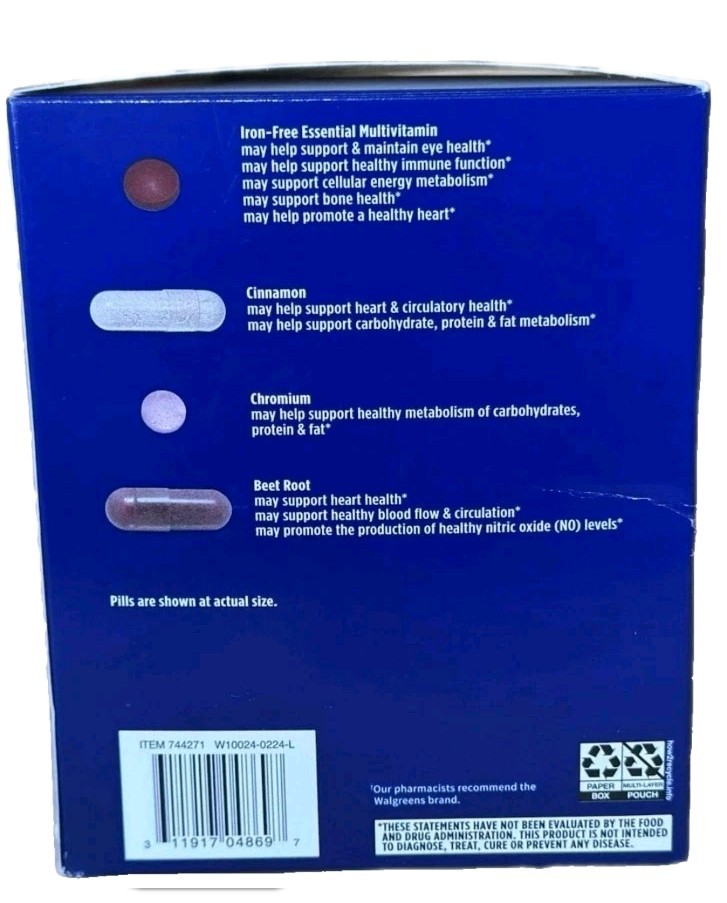 Iron-Free Essential Multivitamin
may help support & maintain eye health*
may help support healthy immune function*
may support cellular energy metabolism*
may support bone health*
may help promote a healthy heart*
Cinnamon
may help support heart & circulatory health*
may help support carbohydrate, protein & fat metabolism*
Chromium
may help support healthy metabolism of carbohydrates,
protein & fat*
Beet Root
may support heart health*
may support healthy blood flow & circulation*
may promote the production of healthy nitric oxide (NO) levels*
Pills are shown at actual size.
ITEM 744271 W10024-0224-L
3 11917 04869 7
†Our pharmacists recommend the
Walgreens brand.
PAPER
BOX
MULTI-LAYER
POUCH
how2recycle.info
*THESE STATEMENTS HAVE NOT BEEN EVALUATED BY THE FOOD
AND DRUG ADMINISTRATION. THIS PRODUCT IS NOT INTENDED
TO DIAGNOSE, TREAT, CURE OR PREVENT ANY DISEASE.